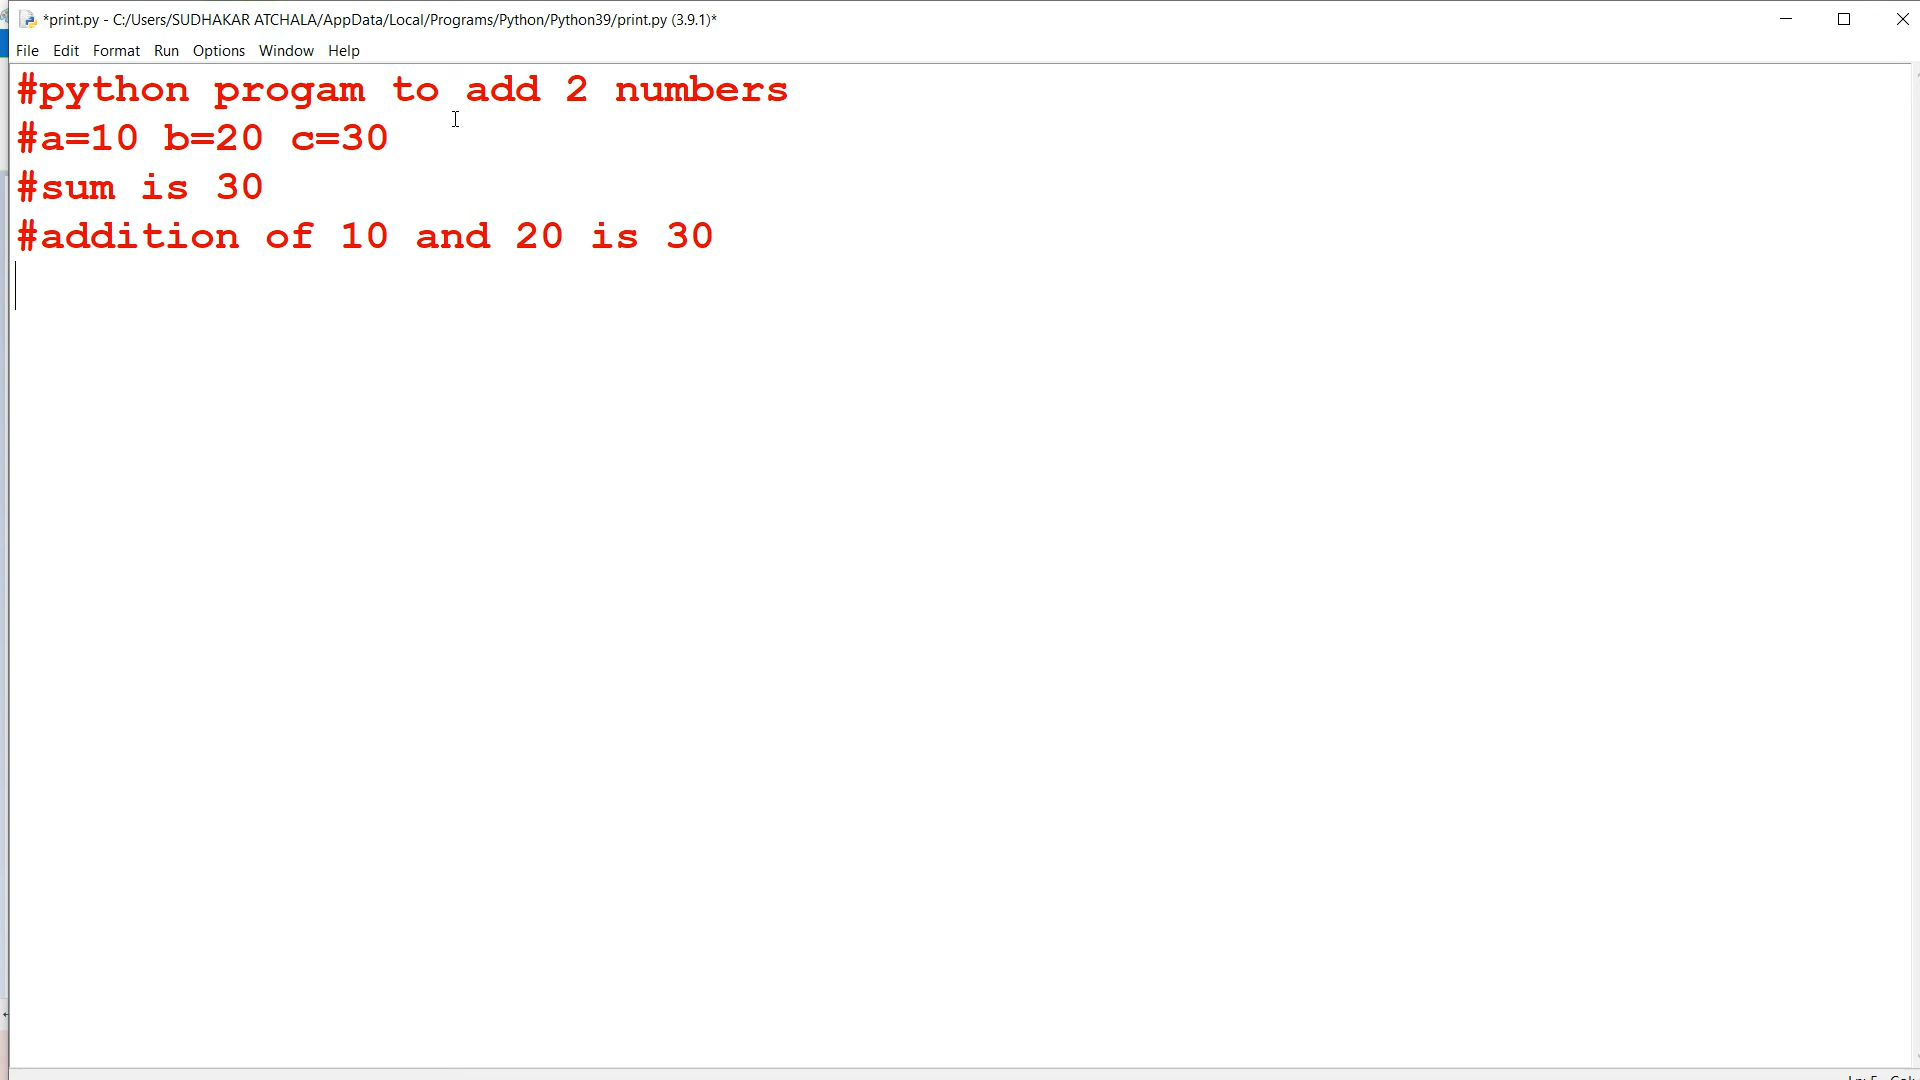 *print.py - C:/Users/SUDHAKAR ATCHALA/AppData/Local/Programs/Python/Python39/print.py (3.9.1)*
File Edit Format Run Options Window Help
#python progam to add 2 numbers
#a=10 b=20 c=30
#sum is 30
#addition of 10 and 20 is 30